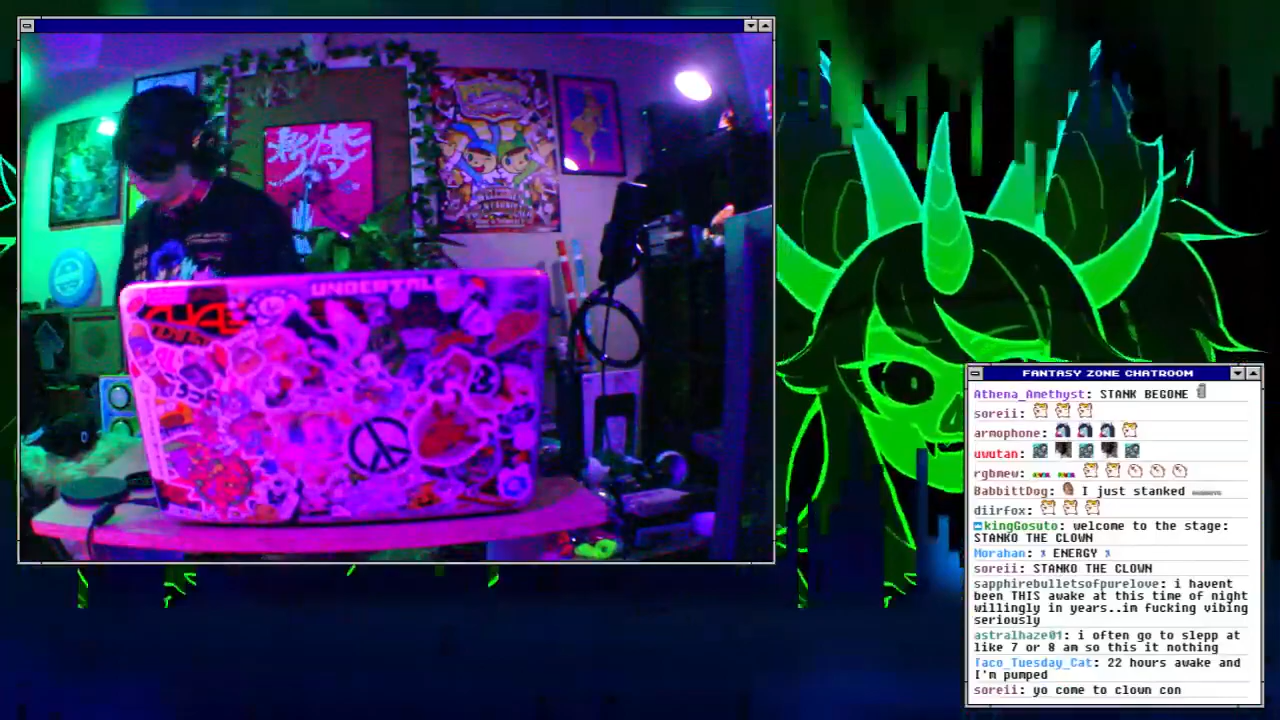 UNDERTALE
FANTASY ZONE CHATROOM
Athena_Amethyst: STANK BEGONE
soreii:
armophone:
uwutan:
rgbmew:
BabbittDog: I just stanked
diirfox:
kingGosuto: welcome to the stage:
STANKO THE CLOWN
Morahan: ENERGY
soreii: STANKO THE CLOWN
sapphirebulletsofpurelove: i havent
been THIS awake at this time of night
willingly in years..im fucking vibing
seriously
astralhaze01: i often go to slepp at
like 7 or 8 am so this it nothing
Taco_Tuesday_Cat: 22 hours awake and
I'm pumped
soreii: yo come to clown con